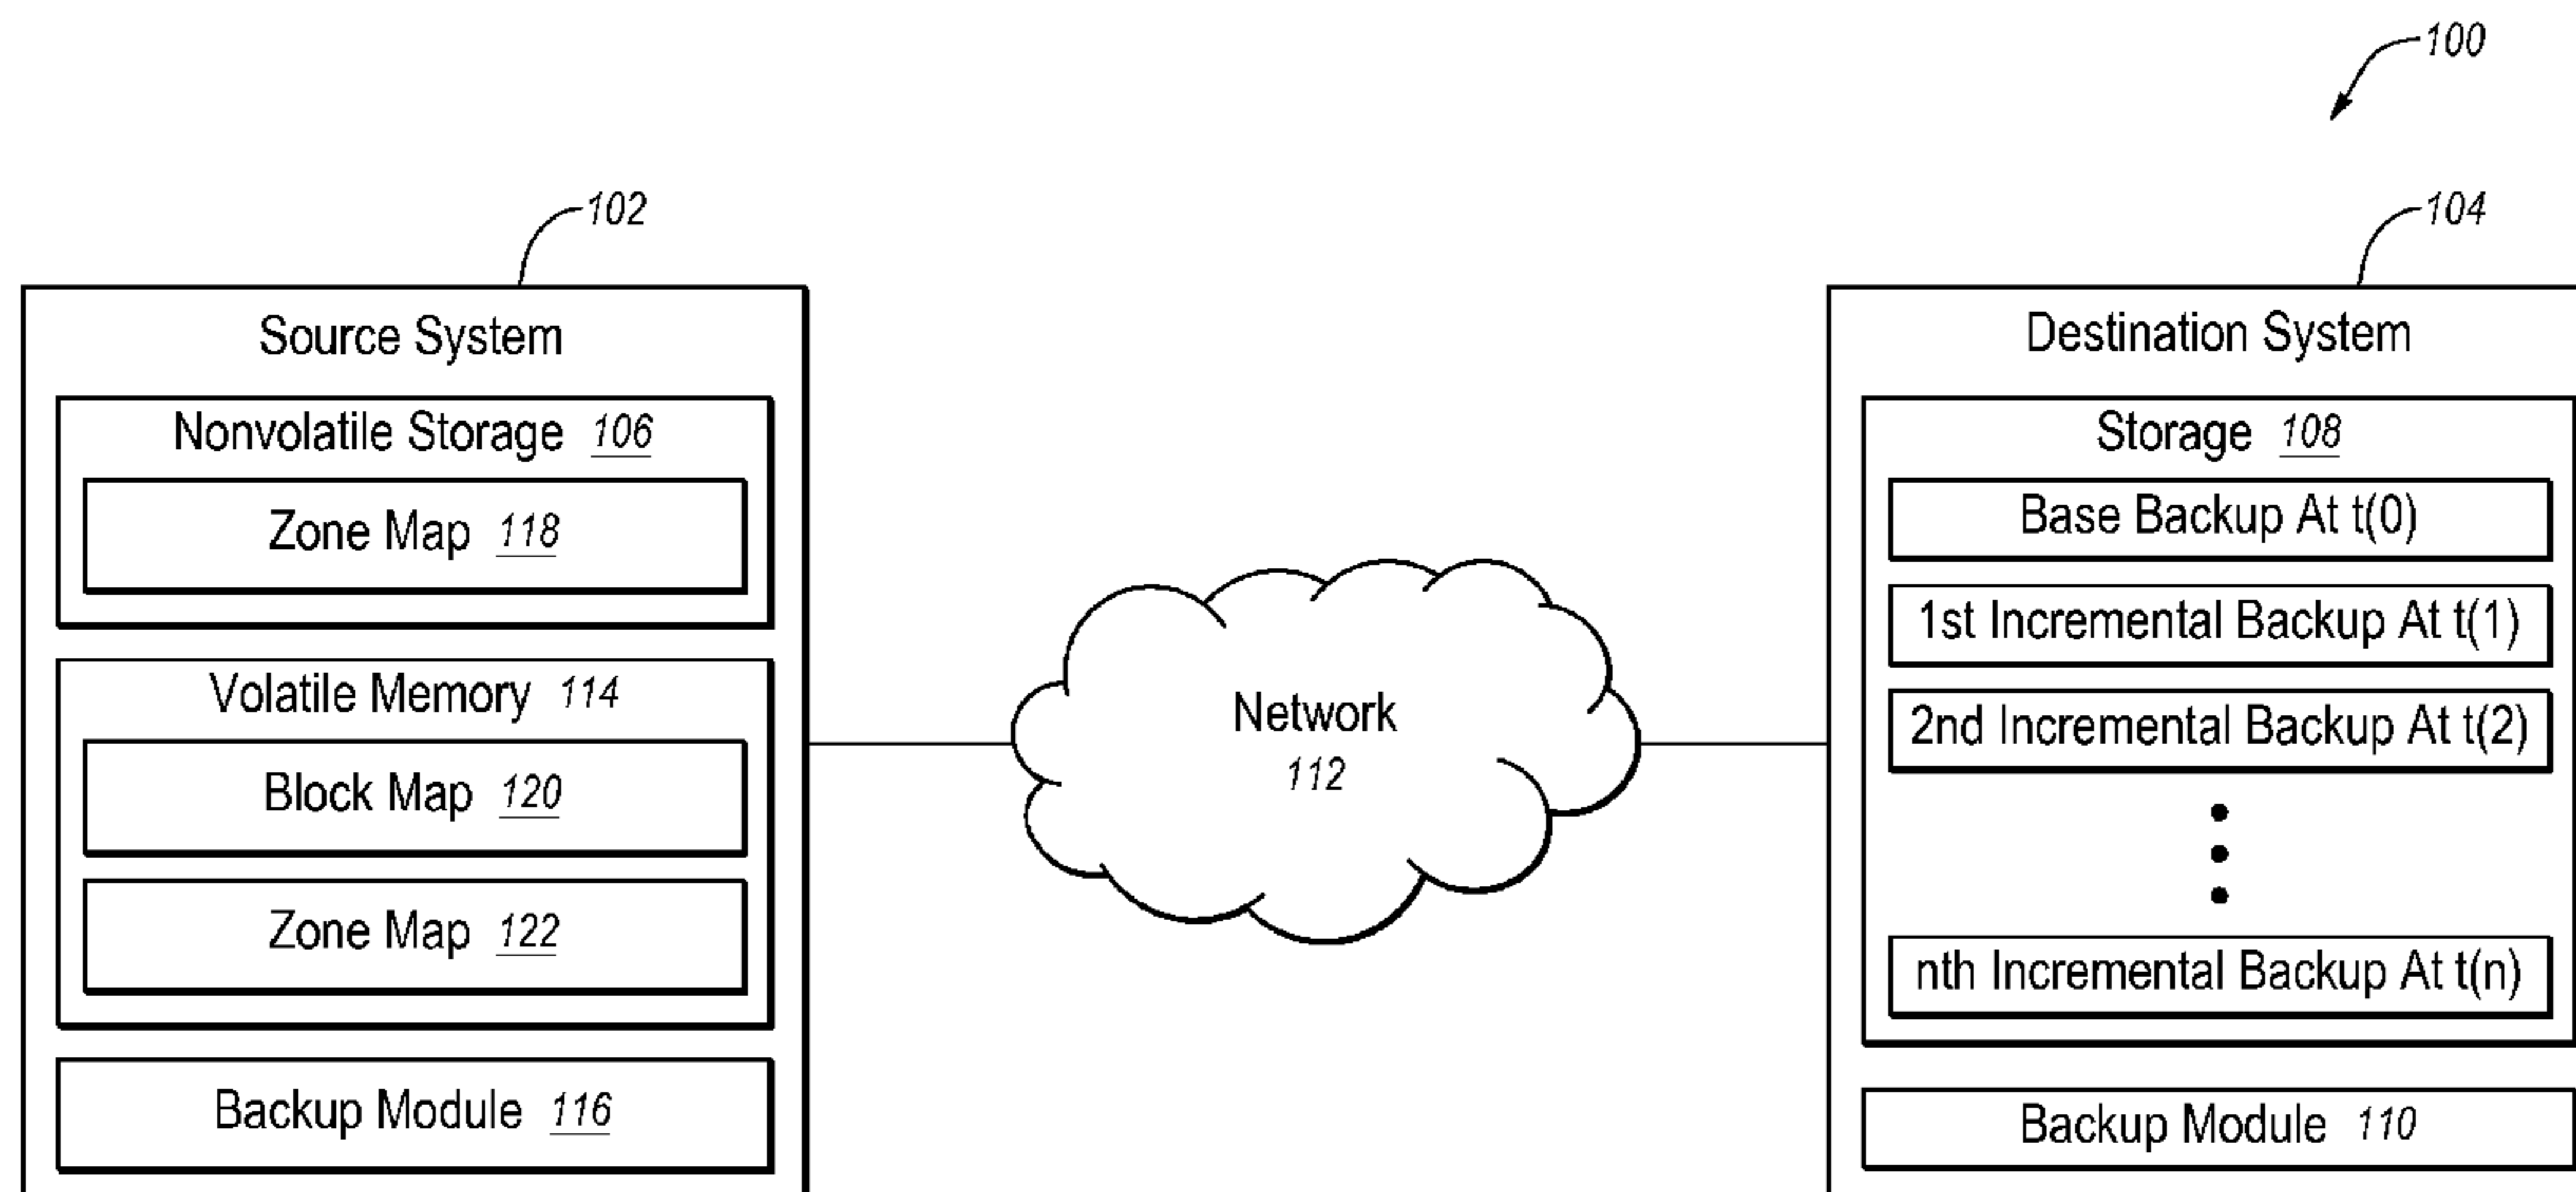 100
102
104
Source System
Nonvolatile Storage 106
Zone Map 118
Volatile Memory 114
Block Map 120
Zone Map 122
Backup Module 116
Network
112
Destination System
Storage 108
Base Backup At t(0)
1st Incremental Backup At t(1)
2nd Incremental Backup At t(2)
nth Incremental Backup At t(n)
Backup Module 110